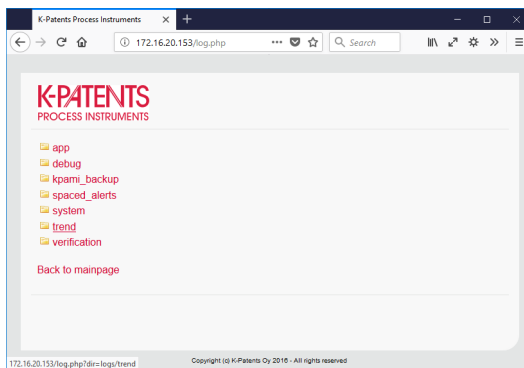 K-Patents Process Instruments
172.16.20.153/log.php
Search
K-PATENTS
PROCESS INSTRUMENTS
app
debug
kpami_backup
spaced_alerts
system
trend
verification
Back to mainpage
172.16.20.153/log.php?dir=logs/trend
Copyright (c) K-Patents Oy 2016 - All rights reserved